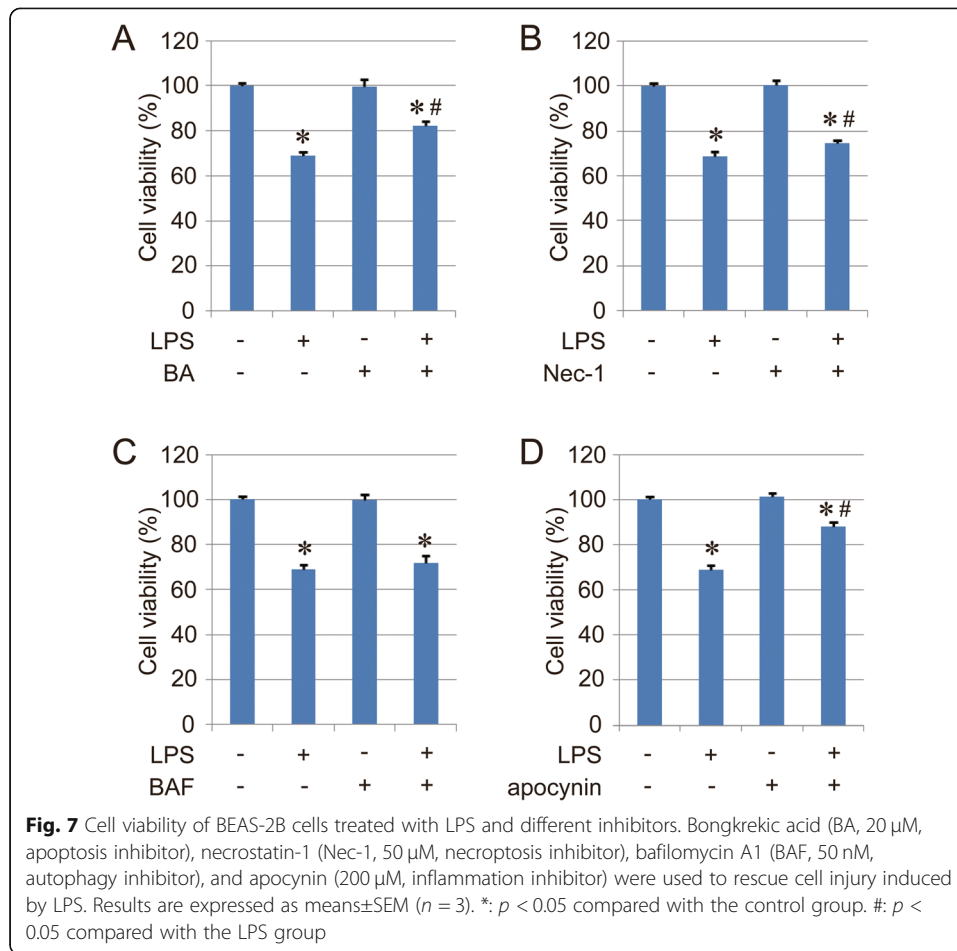 A
120
100
80
60
40
20
0
Cell viability (%)
*
* #
LPS - + - +
BA - - + +
B
120
100
80
60
40
20
0
Cell viability (%)
*
* #
LPS - + - +
Nec-1 - - + +
C
120
100
80
60
40
20
0
Cell viability (%)
*
*
LPS - + - +
BAF - - + +
D
120
100
80
60
40
20
0
Cell viability (%)
*
* #
LPS - + - +
apocynin - - + +
Fig. 7 Cell viability of BEAS-2B cells treated with LPS and different inhibitors. Bongkrekic acid (BA, 20 μM,
apoptosis inhibitor), necrostatin-1 (Nec-1, 50 μM, necroptosis inhibitor), bafilomycin A1 (BAF, 50 nM,
autophagy inhibitor), and apocynin (200 μM, inflammation inhibitor) were used to rescue cell injury induced
by LPS. Results are expressed as means±SEM (n = 3). *: p < 0.05 compared with the control group. #: p <
0.05 compared with the LPS group